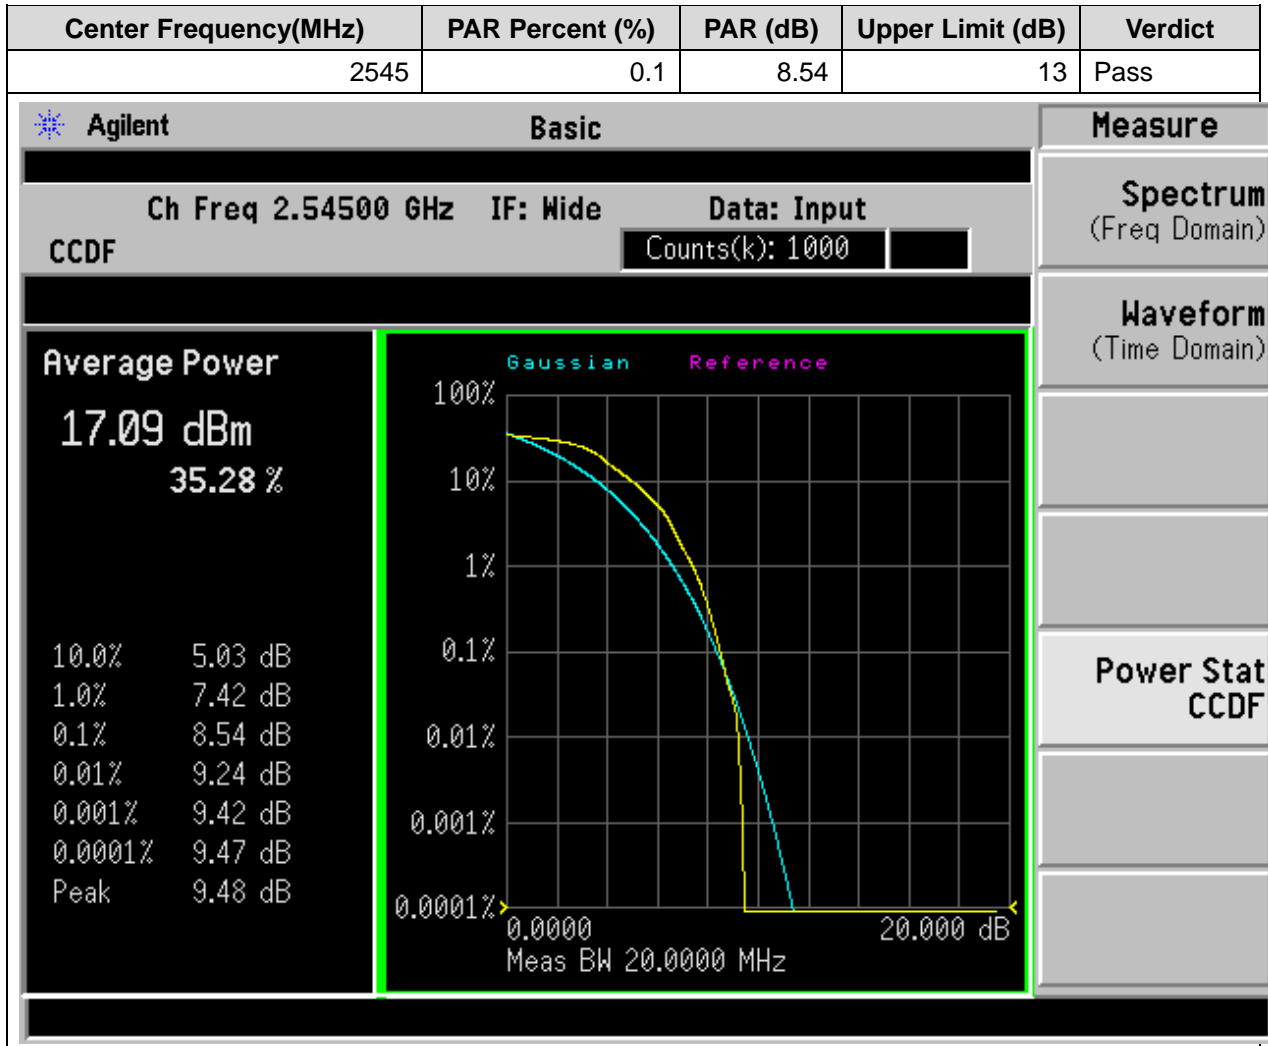 Center Frequency(MHz) PAR Percent (%) PAR (dB) Upper Limit (dB) Verdict
2545 0.1 8.54 13 Pass
Agilent Basic Measure
Ch Freq 2.54500 GHz IF: Wide Data: Input
CCDF Counts(k): 1000
Spectrum
(Freq Domain)
Waveform
(Time Domain)
Power Stat
CCDF
Average Power
17.09 dBm
35.28 %
10.0% 5.03 dB
1.0% 7.42 dB
0.1% 8.54 dB
0.01% 9.24 dB
0.001% 9.42 dB
0.0001% 9.47 dB
Peak 9.48 dB
Gaussian Reference
100%
10%
1%
0.1%
0.01%
0.001%
0.0001%
0.0000 20.000 dB
Meas BW 20.0000 MHz